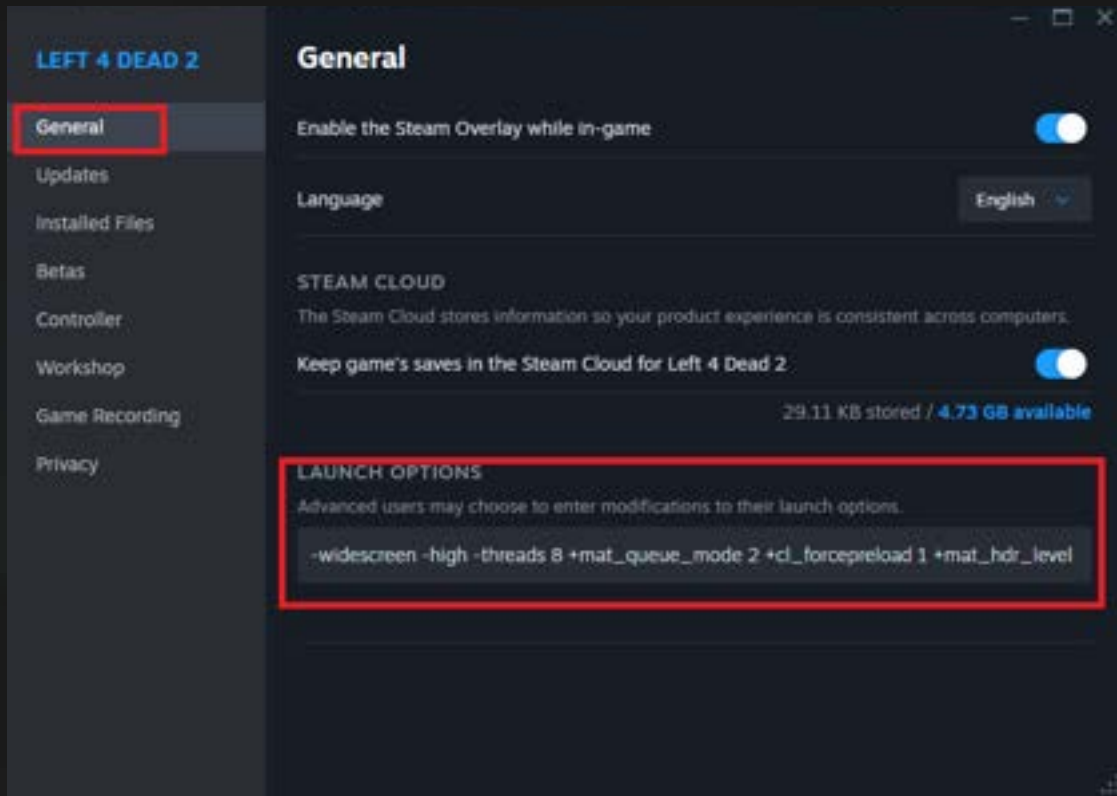 LEFT 4 DEAD 2
General
Updates
Installed Files
Betas
Controller
Workshop
Game Recording
Privacy
General
Enable the Steam Overlay while in-game
Language
English
STEAM CLOUD
The Steam Cloud stores information so your product experience is consistent across computers.
Keep game's saves in the Steam Cloud for Left 4 Dead 2
29.11 KB stored / 4.73 GB available
LAUNCH OPTIONS
Advanced users may choose to enter modifications to their launch options.
-widescreen -high -threads 8 +mat_queue_mode 2 +cl_forcepreload 1 +mat_hdr_level